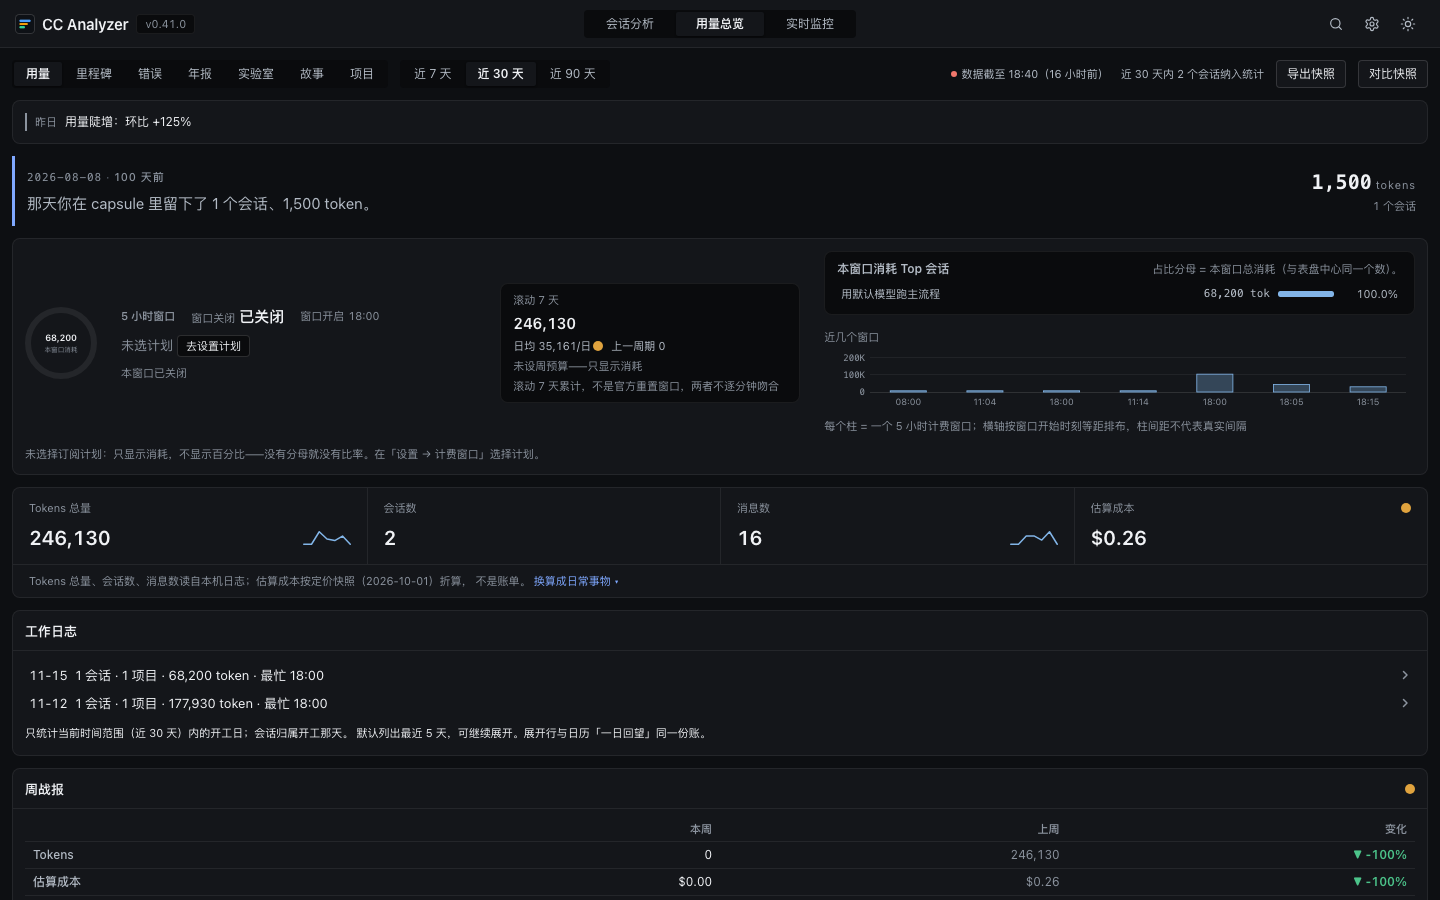 CC Analyzer v0.41.0 会话分析 用量总览 实时监控
用量 里程碑 错误 年报 实验室 故事 项目 近 7 天 近 30 天 近 90 天 数据截至 18:40（16 小时前） 近 30 天内 2 个会话纳入统计 导出快照 对比快照
昨日 用量陡增：环比 +125%
2026-08-08 · 100 天前
那天你在 capsule 里留下了 1 个会话、1,500 token。
1,500 tokens
1 个会话
68,200
本窗口消耗
5 小时窗口 窗口关闭 已关闭 窗口开启 18:00
未选计划 去设置计划
本窗口已关闭
滚动 7 天
246,130
日均 35,161/日 上一周期 0
未设周预算——只显示消耗
滚动 7 天累计，不是官方重置窗口，两者不逐分钟吻合
本窗口消耗 Top 会话 占比分母 = 本窗口总消耗（与表盘中心同一个数）。
用默认模型跑主流程 68,200 tok 100.0%
近几个窗口
200K
100K
0
08:00 11:04 18:00 11:14 18:00 18:05 18:15
每个柱 = 一个 5 小时计费窗口；横轴按窗口开始时刻等距排布，柱间距不代表真实间隔
未选择订阅计划：只显示消耗，不显示百分比——没有分母就没有比率。在「设置 → 计费窗口」选择计划。
Tokens 总量 会话数 消息数 估算成本
246,130 2 16 $0.26
Tokens 总量、会话数、消息数读自本机日志；估算成本按定价快照（2026-10-01）折算， 不是账单。 换算成日常事物 ▾
工作日志
11-15 1 会话 · 1 项目 · 68,200 token · 最忙 18:00
11-12 1 会话 · 1 项目 · 177,930 token · 最忙 18:00
只统计当前时间范围（近 30 天）内的开工日；会话归属开工那天。 默认列出最近 5 天，可继续展开。展开行与日历「一日回望」同一份账。
周战报
本周 上周 变化
Tokens 0 246,130 ▼ -100%
估算成本 $0.00 $0.26 ▼ -100%